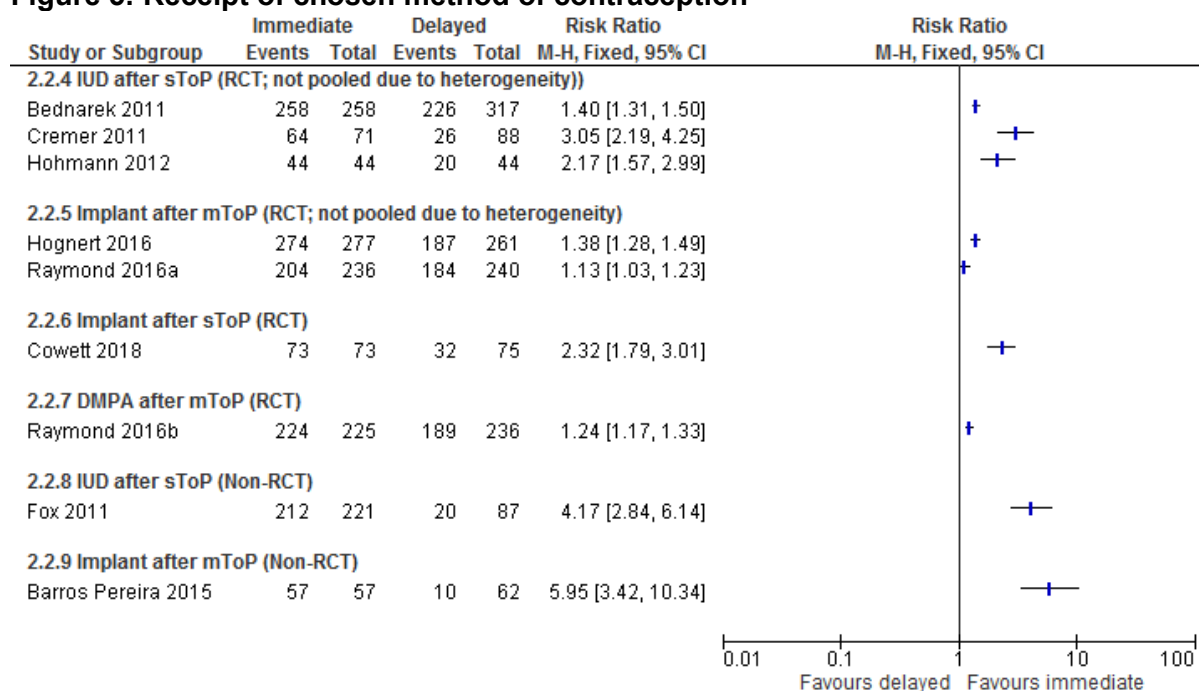 Figure 3: Receipt of chosen method of contraception
Immediate Delayed Risk Ratio Risk Ratio
Study or Subgroup Events Total Events Total M-H, Fixed, 95% CI M-H, Fixed, 95% CI
2.2.4 IUD after sToP (RCT; not pooled due to heterogeneity))
Bednarek 2011 258 258 226 317 1.40 [1.31, 1.50]
Cremer 2011 64 71 26 88 3.05 [2.19, 4.25]
Hohmann 2012 44 44 20 44 2.17 [1.57, 2.99]
2.2.5 Implant after mToP (RCT; not pooled due to heterogeneity)
Hognert 2016 274 277 187 261 1.38 [1.28, 1.49]
Raymond 2016a 204 236 184 240 1.13 [1.03, 1.23]
2.2.6 Implant after sToP (RCT)
Cowett 2018 73 73 32 75 2.32 [1.79, 3.01]
2.2.7 DMPA after mToP (RCT)
Raymond 2016b 224 225 189 236 1.24 [1.17, 1.33]
2.2.8 IUD after sToP (Non-RCT)
Fox 2011 212 221 20 87 4.17 [2.84, 6.14]
2.2.9 Implant after mToP (Non-RCT)
Barros Pereira 2015 57 57 10 62 5.95 [3.42, 10.34]
0.01 0.1 1 10 100
Favours delayed Favours immediate